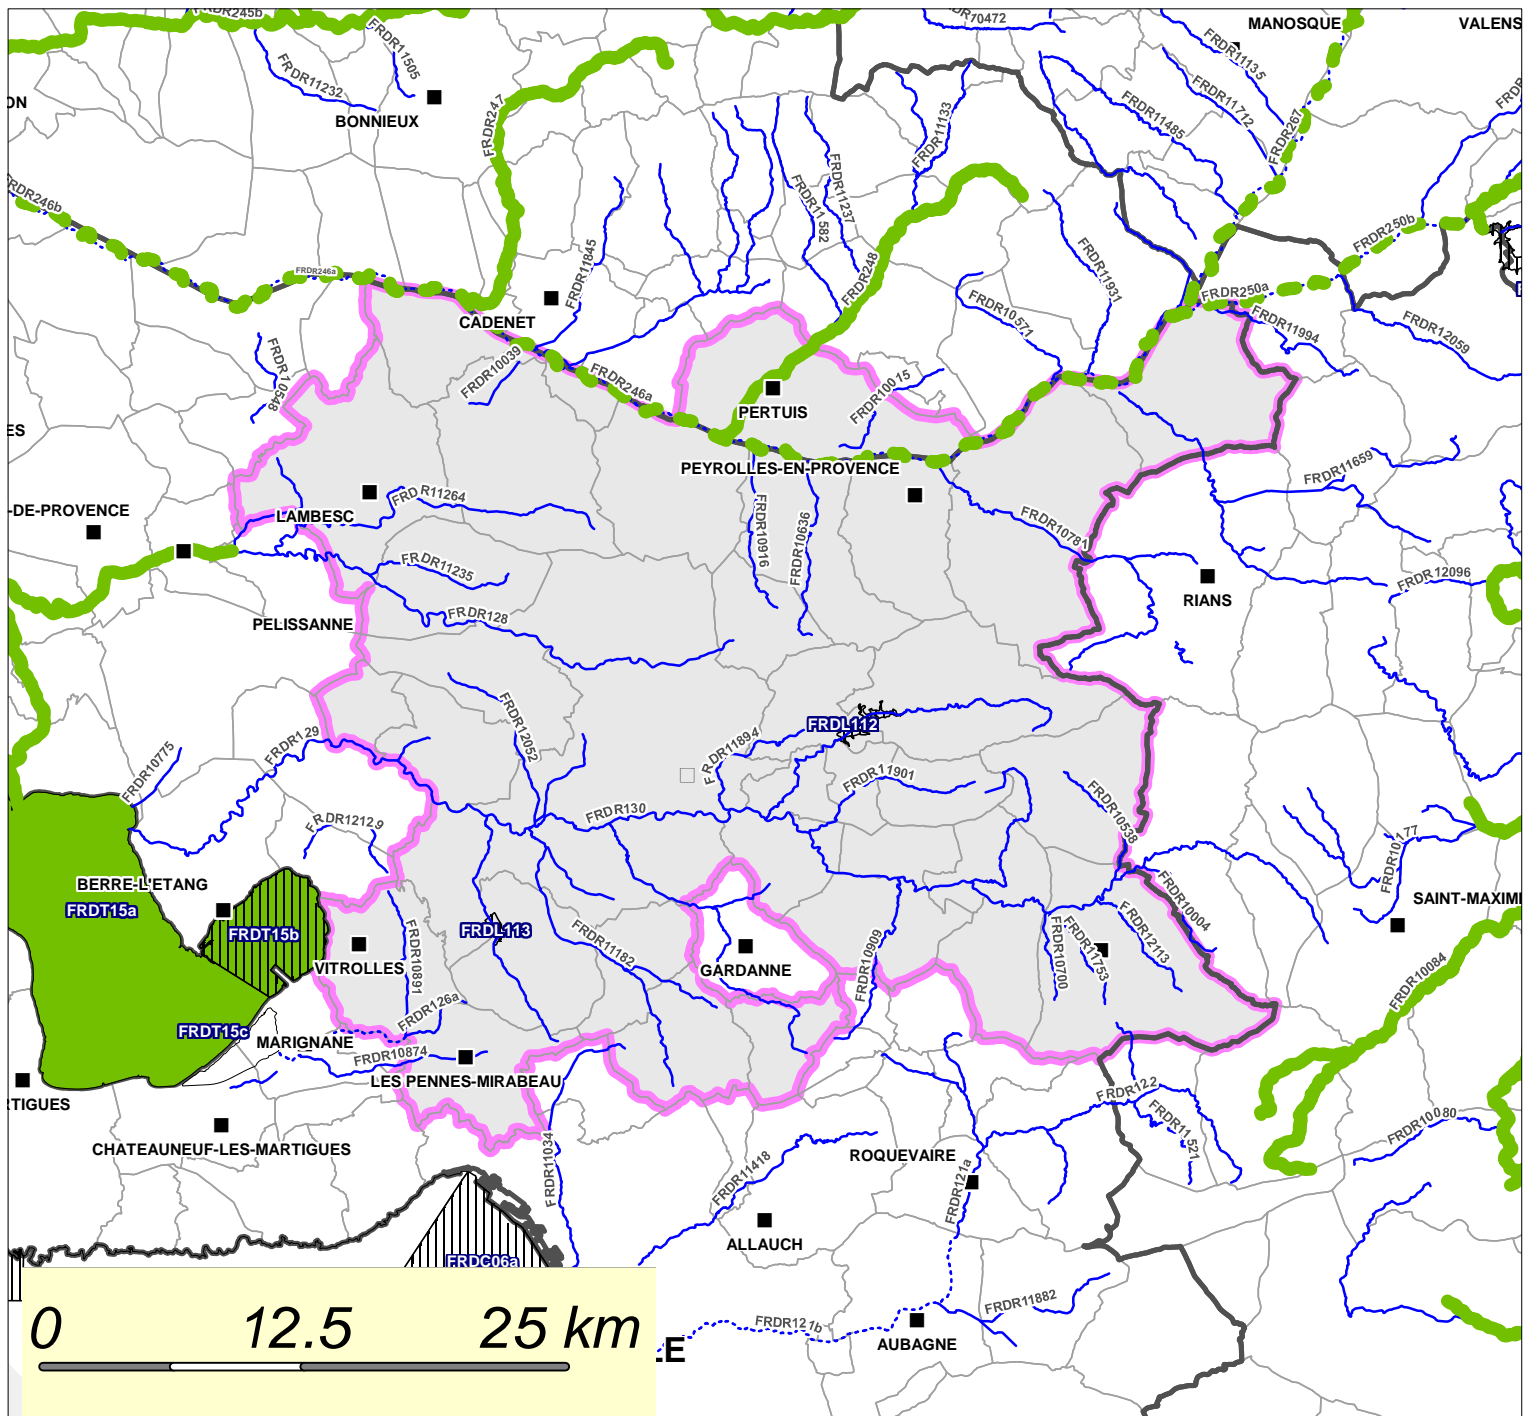 FRDR245b
FRDR11505
FRDR10472
MANOSQUE
VALENS
FRDR11232
FRDR11135
ON
BONNIEUX
FRDR247
FRDR11712
FRDR11485
FRDR11133
FRDR267
FRDR246b
FRDR11582
FRDR11237
FRDR250b
FRDR246a
FRDR11845
FRDR248
FRDR11931
FRDR250a
CADENET
FRDR10571
FRDR11994
FRDR12059
FRDR10548
FRDR10039
FRDR246a
FRDR10015
PERTUIS
ES
PEYROLLES-EN-PROVENCE
FRDR11659
FRDR11264
-DE-PROVENCE
LAMBESC
FRDR10916
FRDR10636
FRDR10781
FRDR11235
FRDR12096
RIANS
PELISSANNE
FRDR128
FRDR12052
FRDL112
FRDR129
FRDR10775
FRDR11894
FRDR11901
FRDR130
FRDR10538
FRDR12129
FRDR10177
BERRE-L'ETANG
FRDT15a
FRDR10004
SAINT-MAXIMI
FRDT15b
FRDL113
FRDR11182
VITROLLES
FRDR10891
GARDANNE
FRDR10909
FRDR10700
FRDR11753
FRDR12113
FRDR10084
FRDT15c
FRDR126a
MARIGNANE
FRDR10874
LES PENNES-MIRABEAU
RTIGUES
FRDR122
FRDR11521
FRDR10080
CHATEAUNEUF-LES-MARTIGUES
FRDR11034
FRDR11418
ROQUEVAIRE
FRDR121a
ALLAUCH
FRDC06a
FRDR11882
0 12.5 25 km
FRDR121b
LE
AUBAGNE